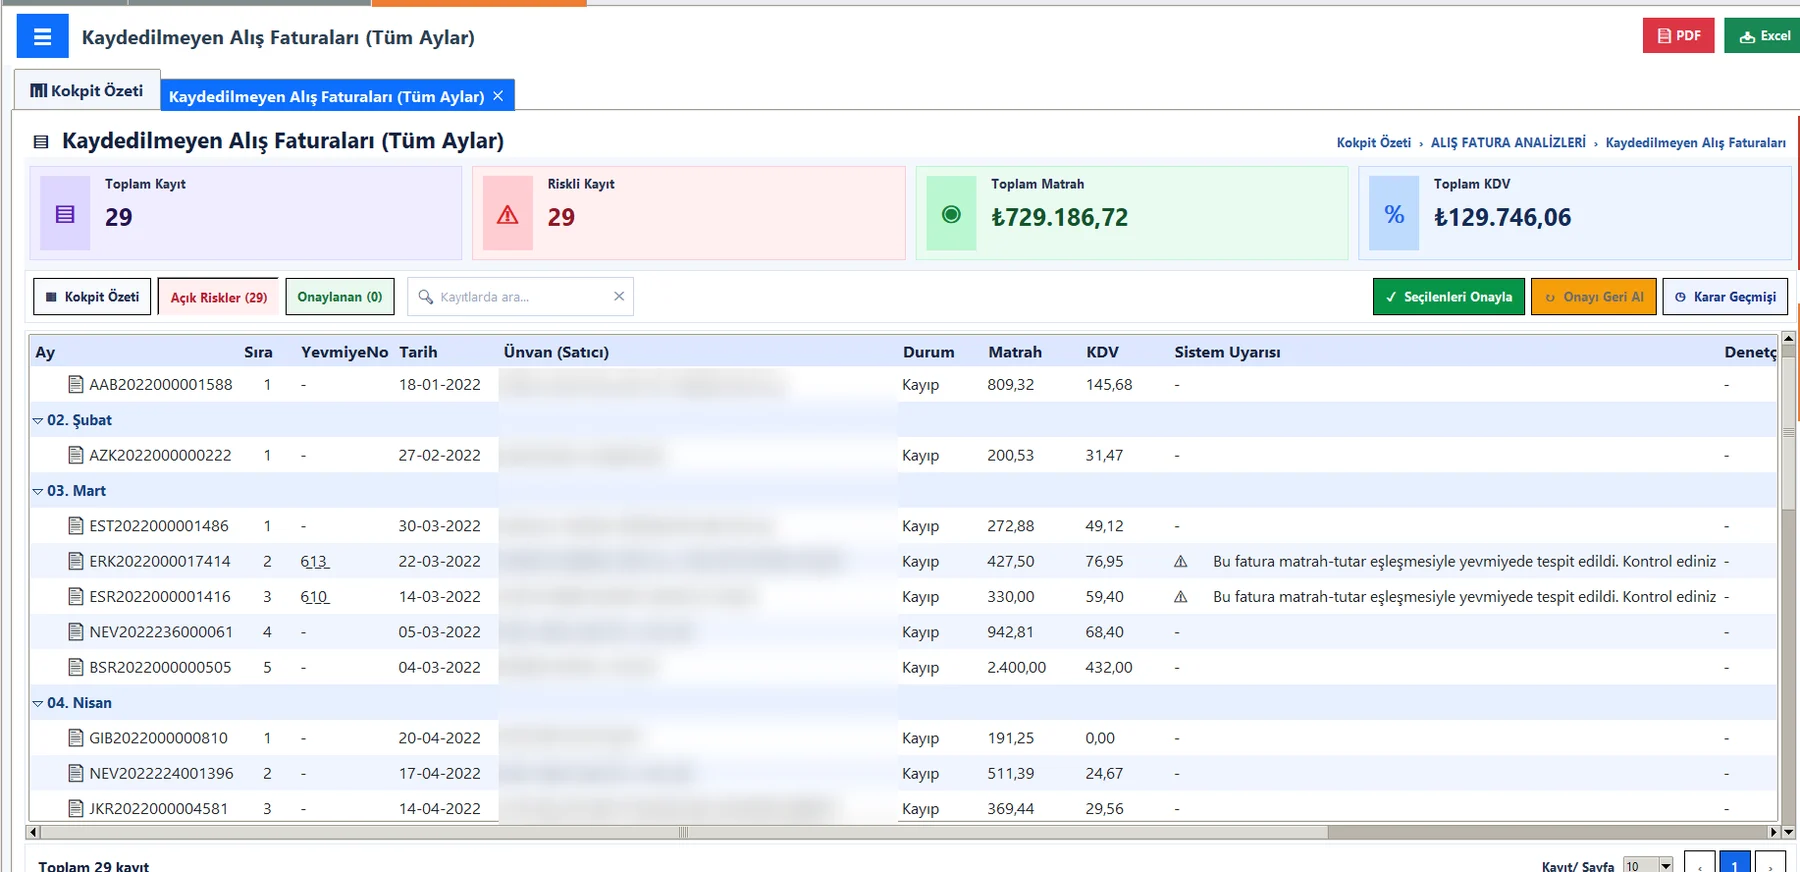 Kaydedilmeyen Alış Faturaları (Tüm Aylar)
PDF
Excel
Kokpit Özeti
Kaydedilmeyen Alış Faturaları (Tüm Aylar) ×
Kaydedilmeyen Alış Faturaları (Tüm Aylar)
Kokpit Özeti › ALIŞ FATURA ANALİZLERİ › Kaydedilmeyen Alış Faturaları
Toplam Kayıt
29
Riskli Kayıt
29
Toplam Matrah
₺729.186,72
Toplam KDV
%
₺129.746,06
Kokpit Özeti
Açık Riskler (29)
Onaylanan (0)
Kayıtlarda ara...
✓ Seçilenleri Onayla
↻ Onayı Geri Al
Karar Geçmişi
Ay Sıra YevmiyeNo Tarih Ünvan (Satıcı) Durum Matrah KDV Sistem Uyarısı Denetç
AAB2022000001588 1 - 18-01-2022 Kayıp 809,32 145,68 - -
02. Şubat
AZK2022000000222 1 - 27-02-2022 Kayıp 200,53 31,47 - -
03. Mart
EST2022000001486 1 - 30-03-2022 Kayıp 272,88 49,12 - -
ERK2022000017414 2 613 22-03-2022 Kayıp 427,50 76,95 ⚠ Bu fatura matrah-tutar eşleşmesiyle yevmiyede tespit edildi. Kontrol ediniz -
ESR2022000001416 3 610 14-03-2022 Kayıp 330,00 59,40 ⚠ Bu fatura matrah-tutar eşleşmesiyle yevmiyede tespit edildi. Kontrol ediniz -
NEV2022236000061 4 - 05-03-2022 Kayıp 942,81 68,40 - -
BSR2022000000505 5 - 04-03-2022 Kayıp 2.400,00 432,00 - -
04. Nisan
GIB2022000000810 1 - 20-04-2022 Kayıp 191,25 0,00 - -
NEV2022224001396 2 - 17-04-2022 Kayıp 511,39 24,67 - -
JKR2022000004581 3 - 14-04-2022 Kayıp 369,44 29,56 - -
Toplam 29 kayıt
Kayıt/ Sayfa 10 ‹ 1 ›